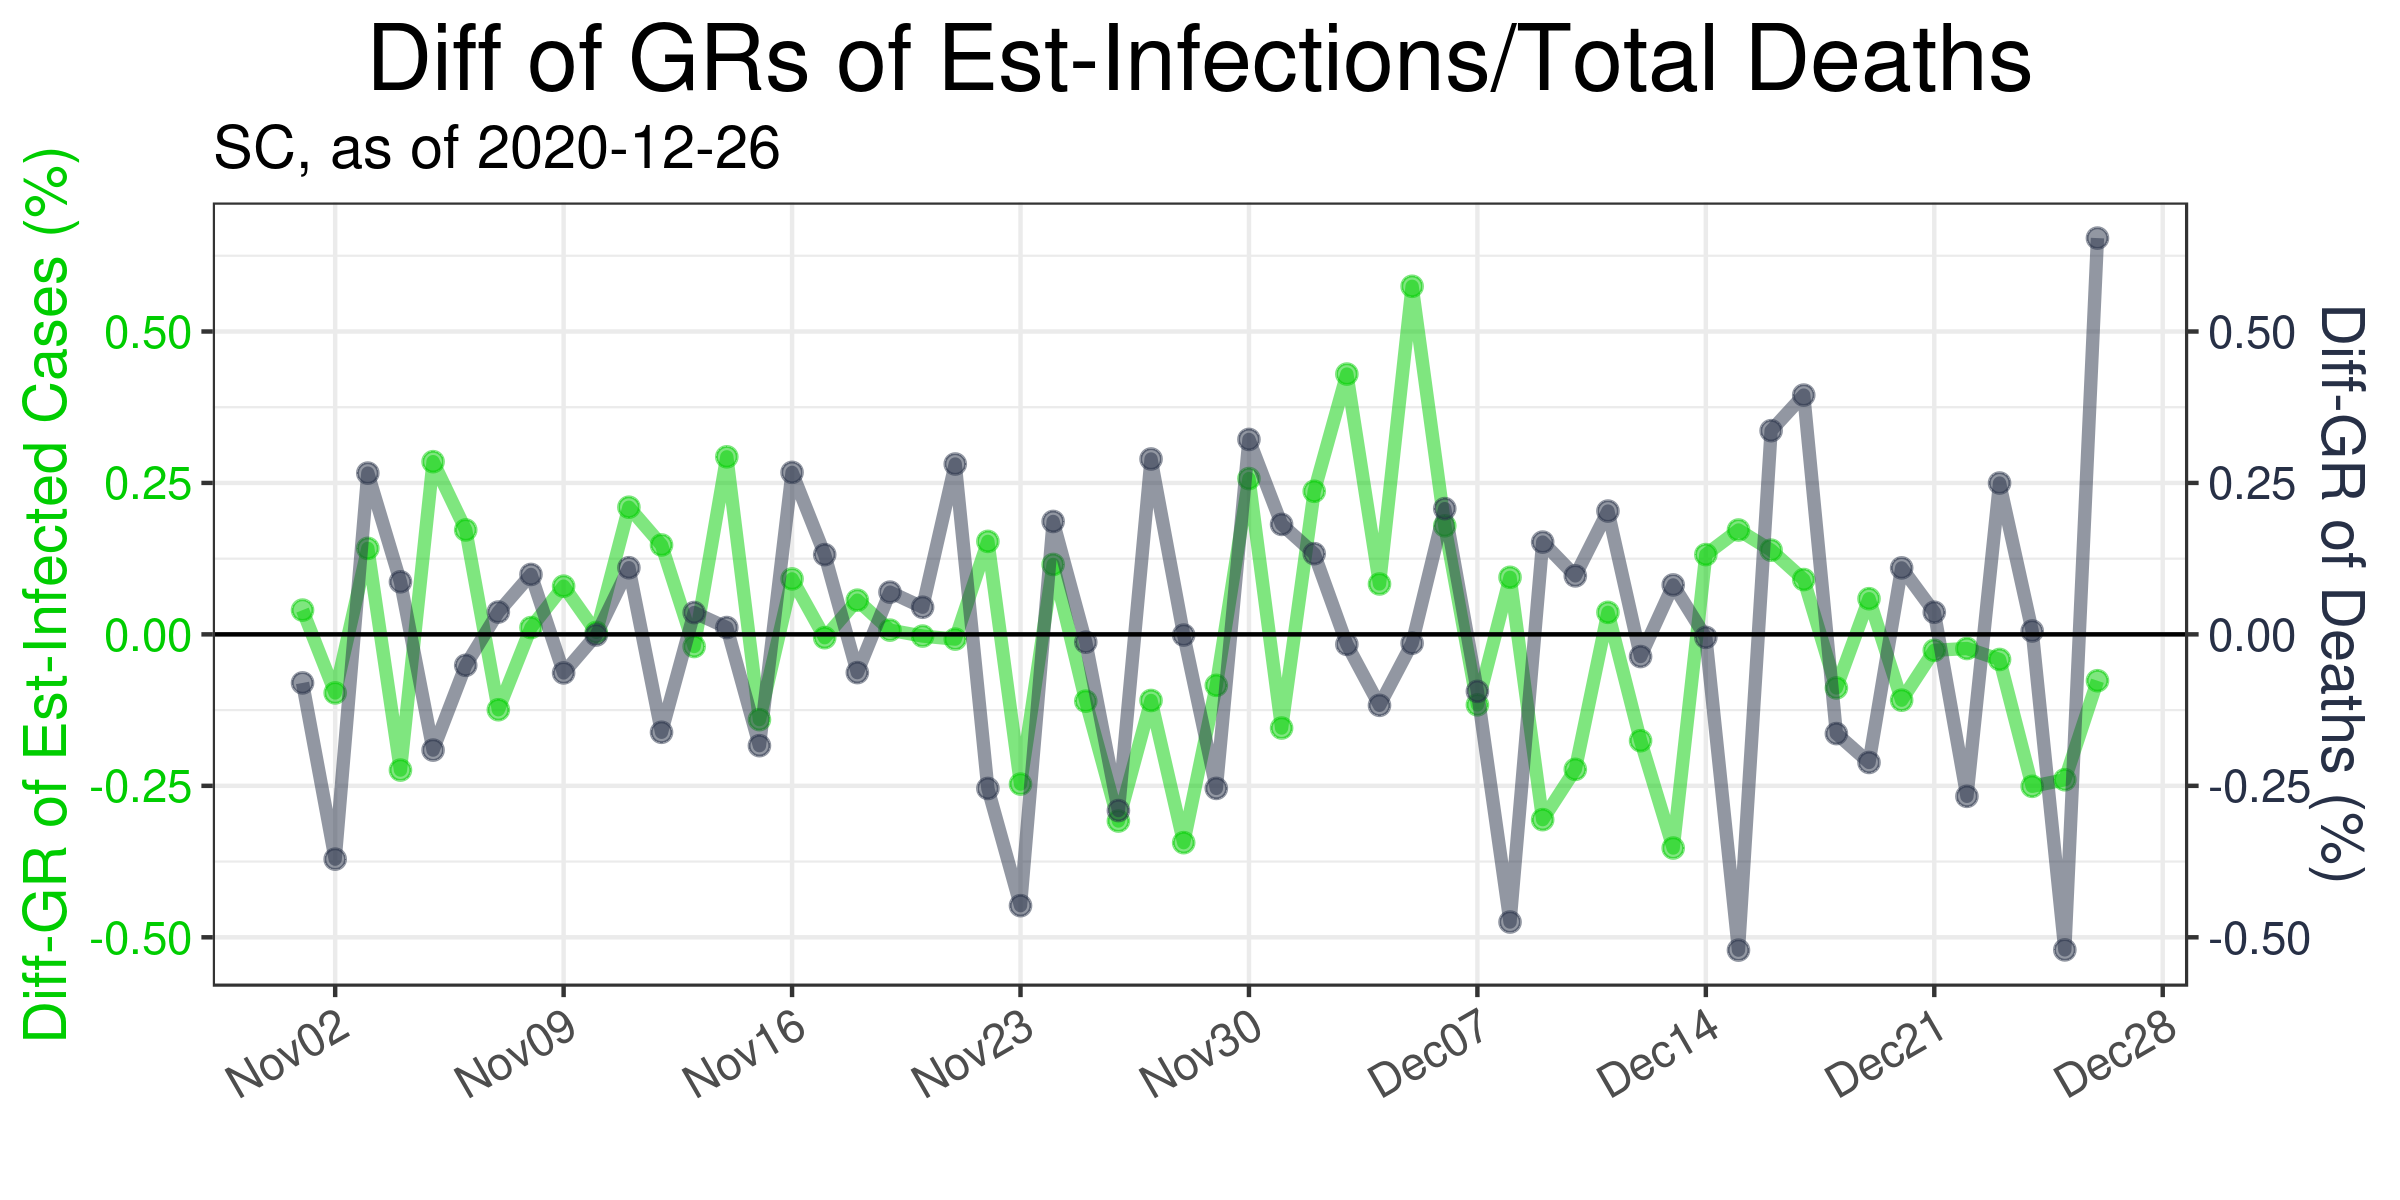 Diff of GRs of Est-Infections/Total Deaths
SC, as of 2020-12-26
Diff-GR of Est-Infected Cases (%)
0.50
0.25
0.00
-0.25
-0.50
0.50
0.25
0.00
-0.25
-0.50
Diff-GR of Deaths (%)
Nov02
Nov09
Nov16
Nov23
Nov30
Dec07
Dec14
Dec21
Dec28